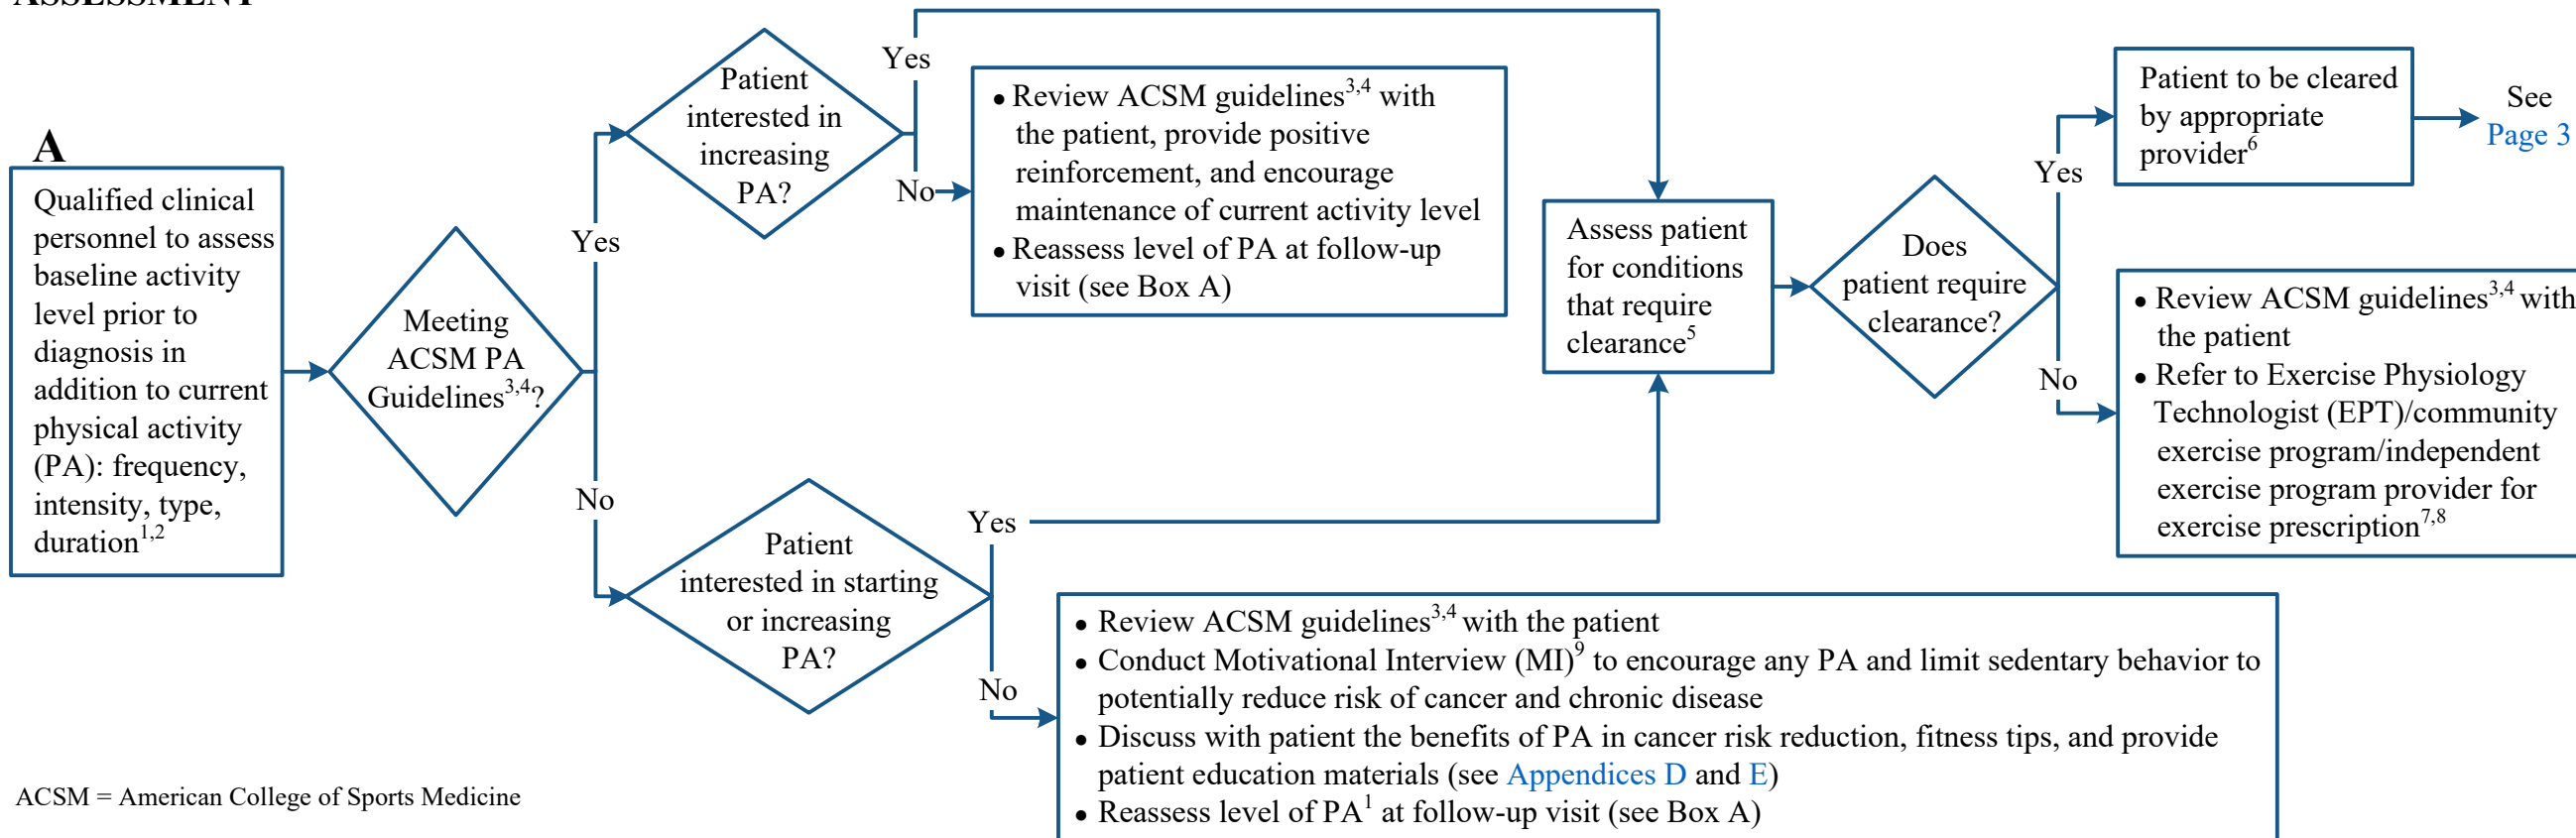 ASSESSMENT
A
Qualified clinical
personnel to assess
baseline activity
level prior to
diagnosis in
addition to current
physical activity
(PA): frequency,
intensity, type,
duration1,2
Meeting
ACSM PA
Guidelines3,4?
Yes
No
Patient
interested in
increasing
PA?
Yes
No
• Review ACSM guidelines3,4 with
the patient, provide positive
reinforcement, and encourage
maintenance of current activity level
• Reassess level of PA at follow-up
visit (see Box A)
Patient
interested in starting
or increasing
PA?
Yes
No
• Review ACSM guidelines3,4 with the patient
• Conduct Motivational Interview (MI)9 to encourage any PA and limit sedentary behavior to
potentially reduce risk of cancer and chronic disease
• Discuss with patient the benefits of PA in cancer risk reduction, fitness tips, and provide
patient education materials (see Appendices D and E)
• Reassess level of PA1 at follow-up visit (see Box A)
Assess patient
for conditions
that require
clearance5
Does
patient require
clearance?
Yes
No
Patient to be cleared
by appropriate
provider6
See
Page 3
• Review ACSM guidelines3,4 with
the patient
• Refer to Exercise Physiology
Technologist (EPT)/community
exercise program/independent
exercise program provider for
exercise prescription7,8
ACSM = American College of Sports Medicine